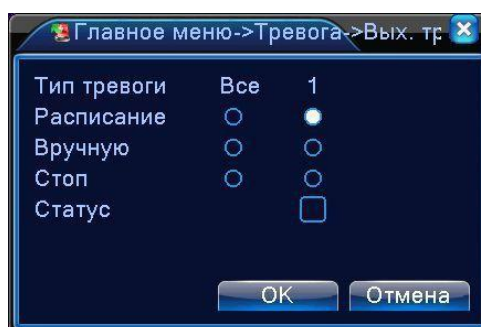 Главное меню->Тревога->Вых. тр
Тип тревоги Все 1
Расписание
Вручную
Стоп
Статус
OK Отмена